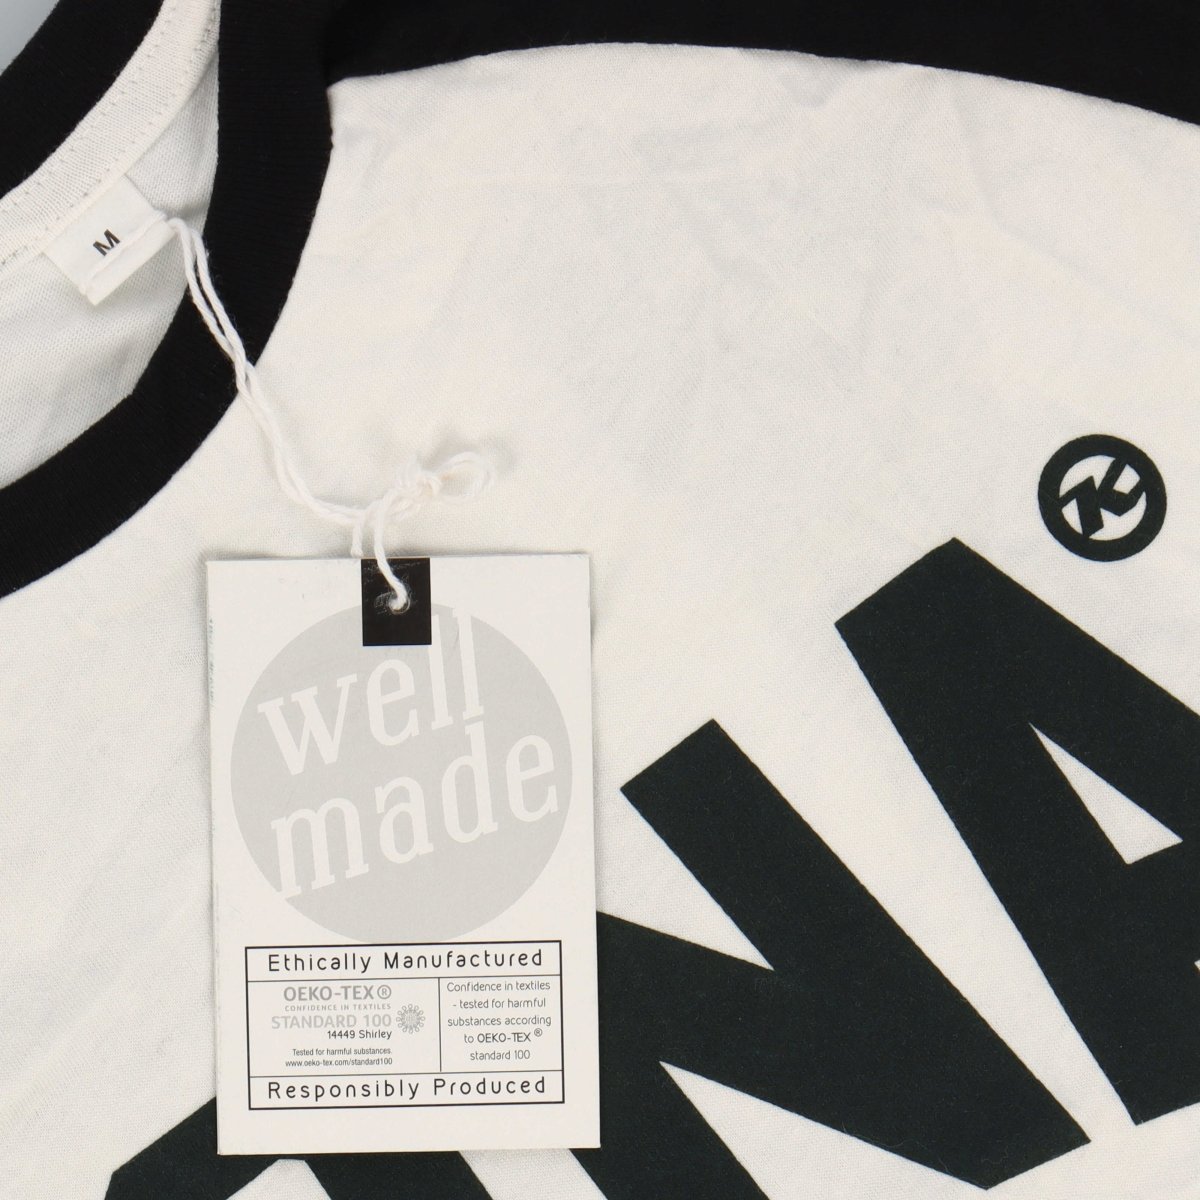 M
K
NA
well
made
Ethically Manufactured
OEKO-TEX®
CONFIDENCE IN TEXTILES
STANDARD 100
14449 Shirley
Tested for harmful substances.
www.oeko-tex.com/standard100
Confidence in textiles
- tested for harmful
substances according
to OEKO-TEX®
standard 100
Responsibly Produced